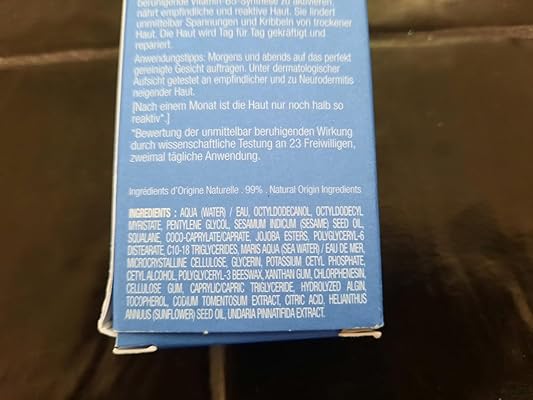 beruhigende Vitamin-B5-Synthese zu aktivieren,
nährt empfindliche und reaktive Haut. Sie lindert
unmittelbar Spannungen und Kribbeln von trockener
Haut. Die Haut wird Tag für Tag gekräftigt und
repariert.
Anwendungstipps: Morgens und abends auf das perfekt
gereinigte Gesicht auftragen. Unter dermatologischer
Aufsicht getestet an empfindlicher und zu Neurodermitis
neigender Haut.
[Nach einem Monat ist die Haut nur noch halb so
reaktiv*.]
*Bewertung der unmittelbar beruhigenden Wirkung
durch wissenschaftliche Testung an 23 Freiwilligen,
zweimal tägliche Anwendung.
Ingrédients d'Origine Naturelle . 99% . Natural Origin Ingredients
INGREDIENTS : AQUA (WATER) / EAU, OCTYLDODECANOL, OCTYLDODECYL
MYRISTATE, PENTYLENE GLYCOL, SESAMUM INDICUM (SESAME) SEED OIL,
SQUALANE, COCO-CAPRYLATE/CAPRATE, JOJOBA ESTERS, POLYGLYCERYL-6
DISTEARATE, C10-18 TRIGLYCERIDES, MARIS AQUA (SEA WATER) / EAU DE MER,
MICROCRYSTALLINE CELLULOSE, GLYCERIN, POTASSIUM CETYL PHOSPHATE,
CETYL ALCOHOL, POLYGLYCERYL-3 BEESWAX, XANTHAN GUM, CHLORPHENESIN,
CELLULOSE GUM, CAPRYLIC/CAPRIC TRIGLYCERIDE, HYDROLYZED ALGIN,
TOCOPHEROL, CODIUM TOMENTOSUM EXTRACT, CITRIC ACID, HELIANTHUS
ANNUUS (SUNFLOWER) SEED OIL, UNDARIA PINNATIFIDA EXTRACT.